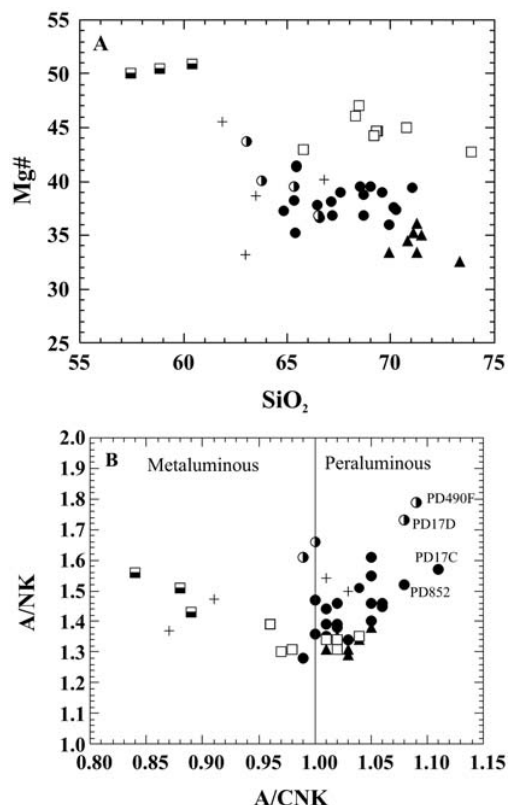 A
55
50
45
40
35
30
25
Mg#
55 60 65 70 75
SiO2
B
Metaluminous
Peraluminous
PD490F
PD17D
PD17C
PD852
2.0
1.9
1.8
1.7
1.6
1.5
1.4
1.3
1.2
1.1
1.0
A/NK
0.80 0.85 0.90 0.95 1.00 1.05 1.10 1.15
A/CNK